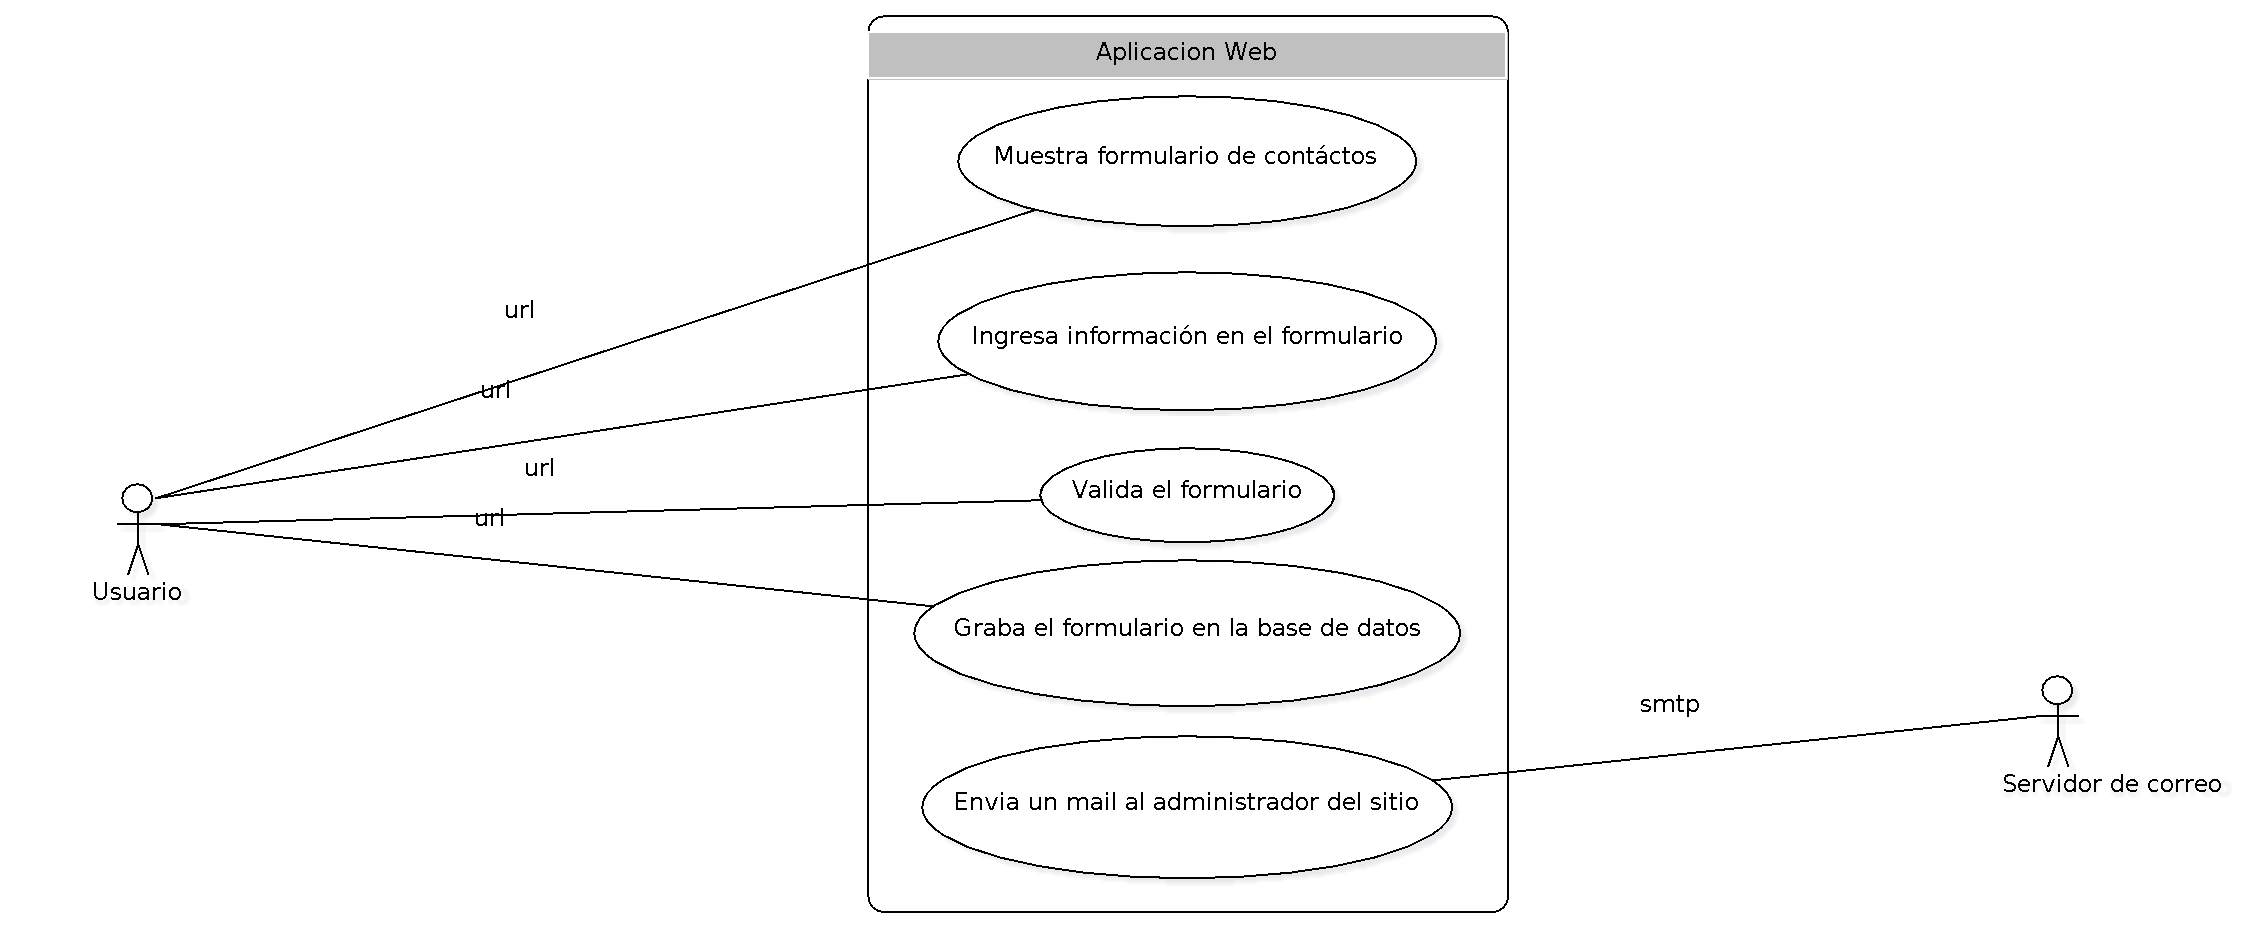 Aplicacion Web
Muestra formulario de contáctos
url
Ingresa información en el formulario
url
url
Valida el formulario
url
Usuario
Graba el formulario en la base de datos
smtp
Servidor de correo
Envia un mail al administrador del sitio